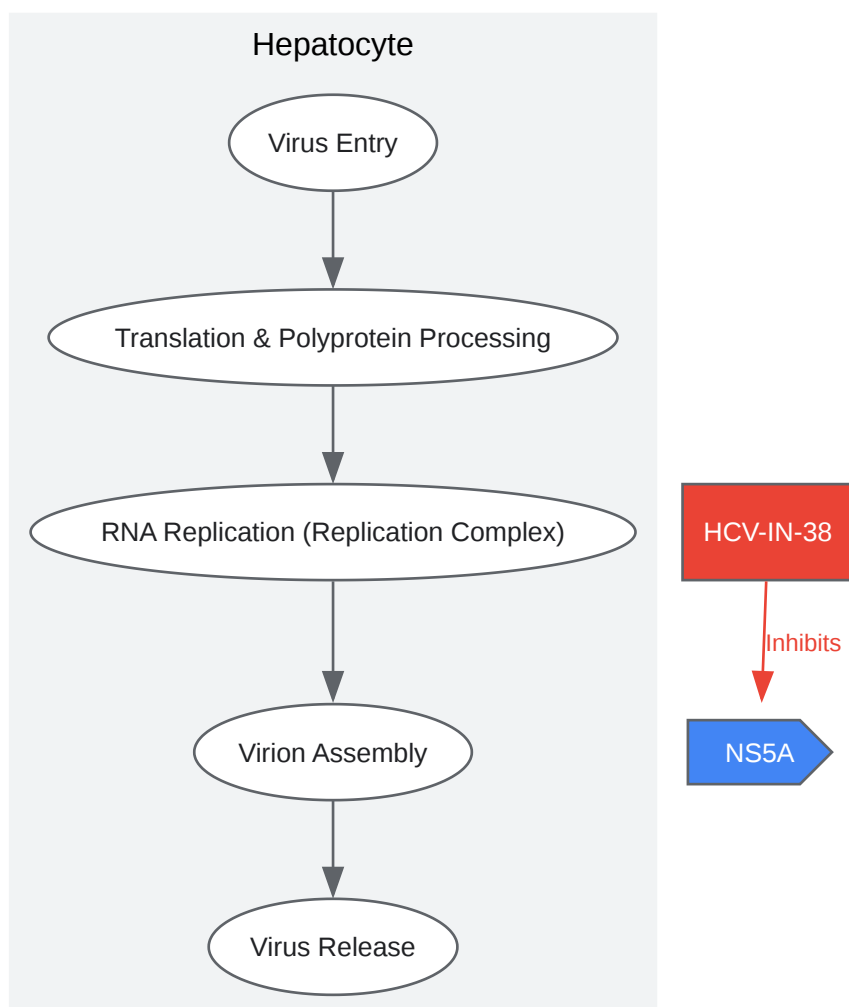 Hepatocyte
Virus Entry
Translation & Polyprotein Processing
RNA Replication (Replication Complex)
HCV-IN-38
Inhibits
Virion Assembly
NS5A
Virus Release